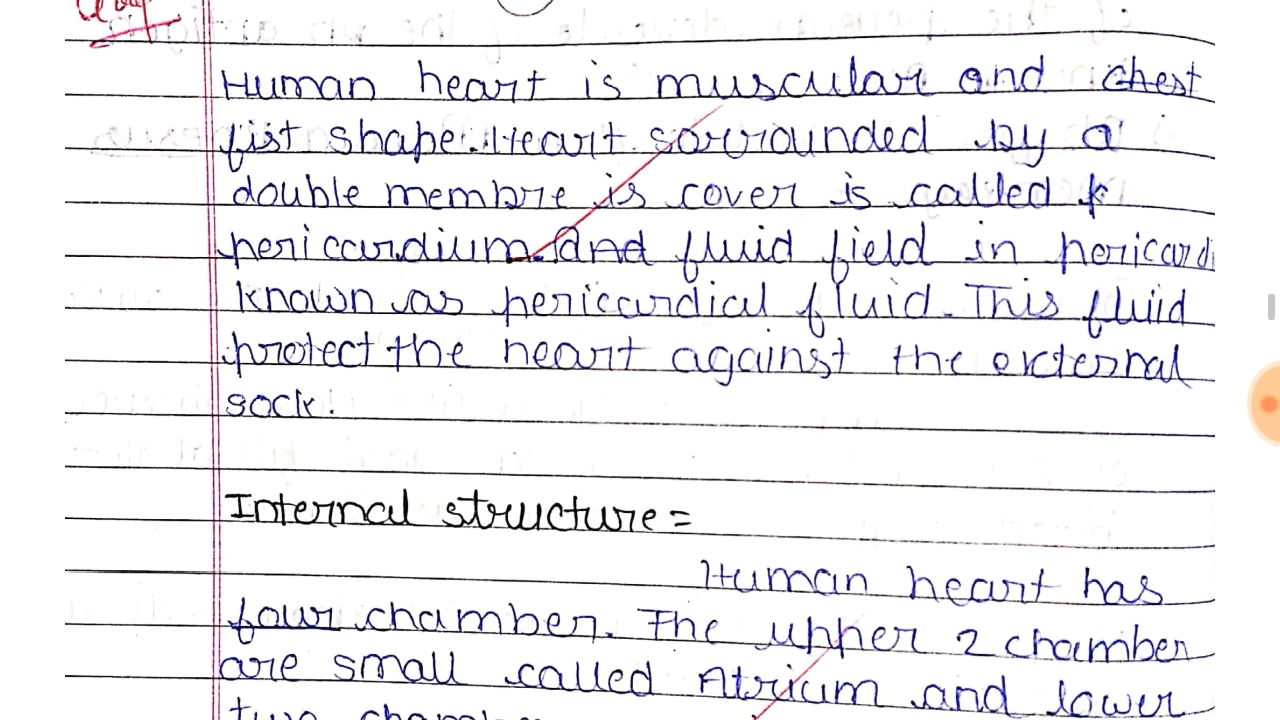 Human heart is muscular and chest
fist shape. Heart sorrounded by a
double membre is cover is called
pericardium. And fluid field in pericardi
known as pericardial fluid. This fluid
protect the heart against the external
sock.
Internal structure =
Human heart has
four chamber. The upper 2 chamber
are small called Atrium and lower
two